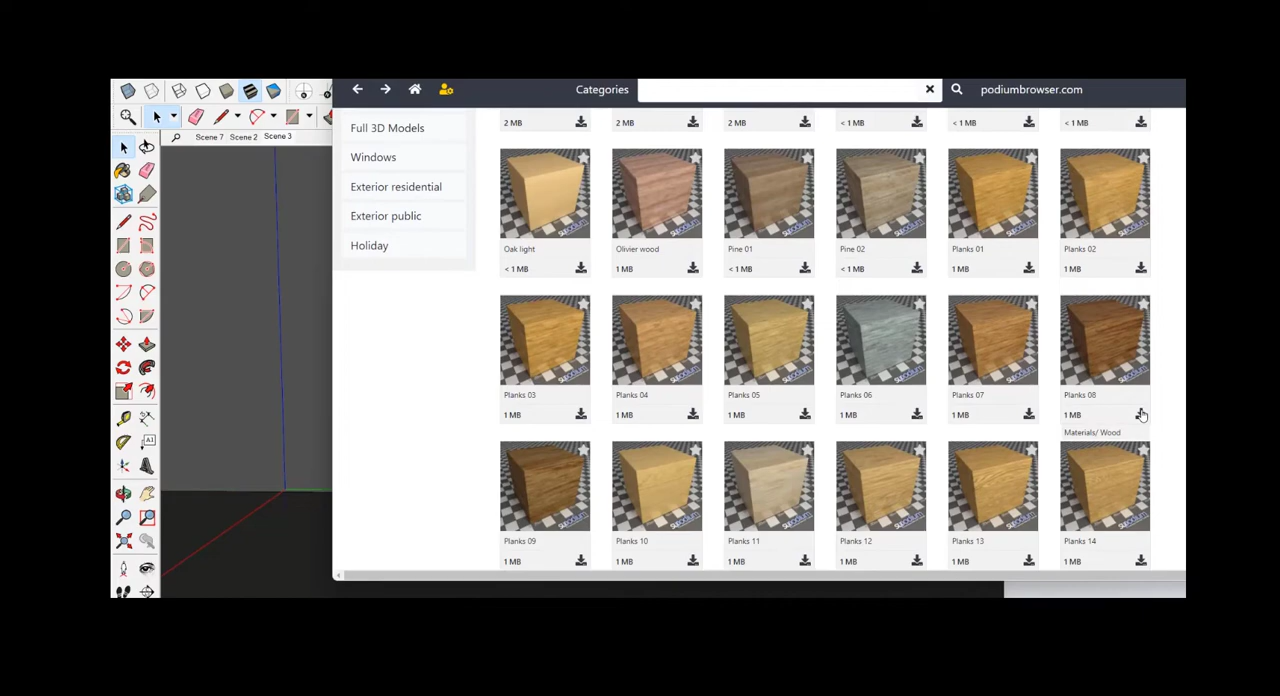 Categories
podiumbrowser.com
Scene 7 Scene 2 Scene 3
Full 3D Models
Windows
Exterior residential
Exterior public
Holiday
2 MB 2 MB 2 MB < 1 MB < 1 MB < 1 MB
Oak light Olivier wood Pine 01 Pine 02 Planks 01 Planks 02
< 1 MB 1 MB < 1 MB < 1 MB 1 MB 1 MB
Planks 03 Planks 04 Planks 05 Planks 06 Planks 07 Planks 08
1 MB 1 MB 1 MB 1 MB 1 MB 1 MB
Materials/ Wood
Planks 09 Planks 10 Planks 11 Planks 12 Planks 13 Planks 14
1 MB 1 MB 1 MB 1 MB 1 MB 1 MB